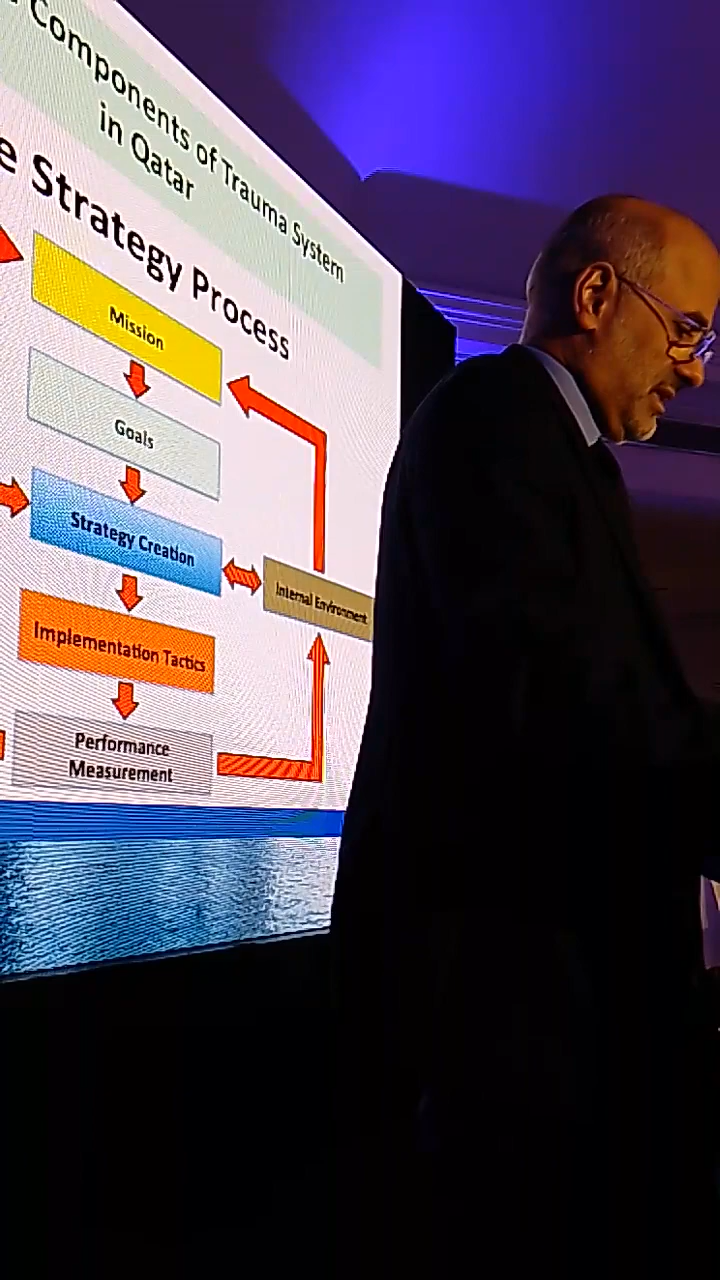 Components of Trauma System
in Qatar
Strategy Process
Mission
Goals
Strategy Creation
Internal Environment
Implementation Tactics
Performance
Measurement